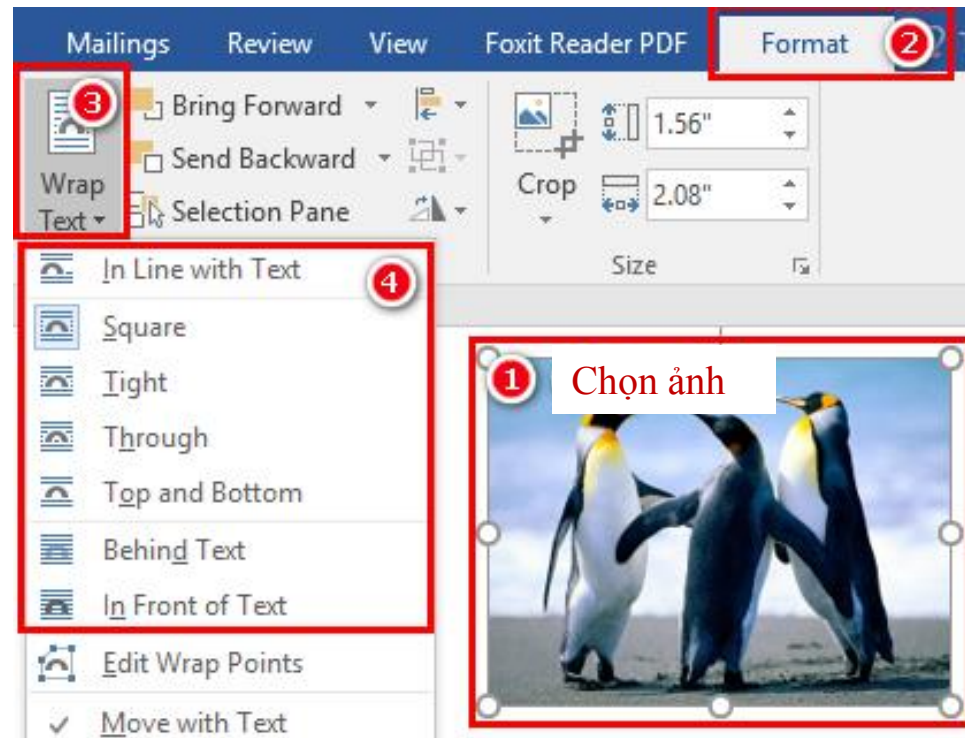 Mailings Review View Foxit Reader PDF Format 2
3 Bring Forward 1.56"
Send Backward
Wrap Text Selection Pane Crop 2.08"
Size
In Line with Text 4
Square
Tight
Through
Top and Bottom
Behind Text
In Front of Text
Edit Wrap Points
Move with Text
1 Chọn ảnh